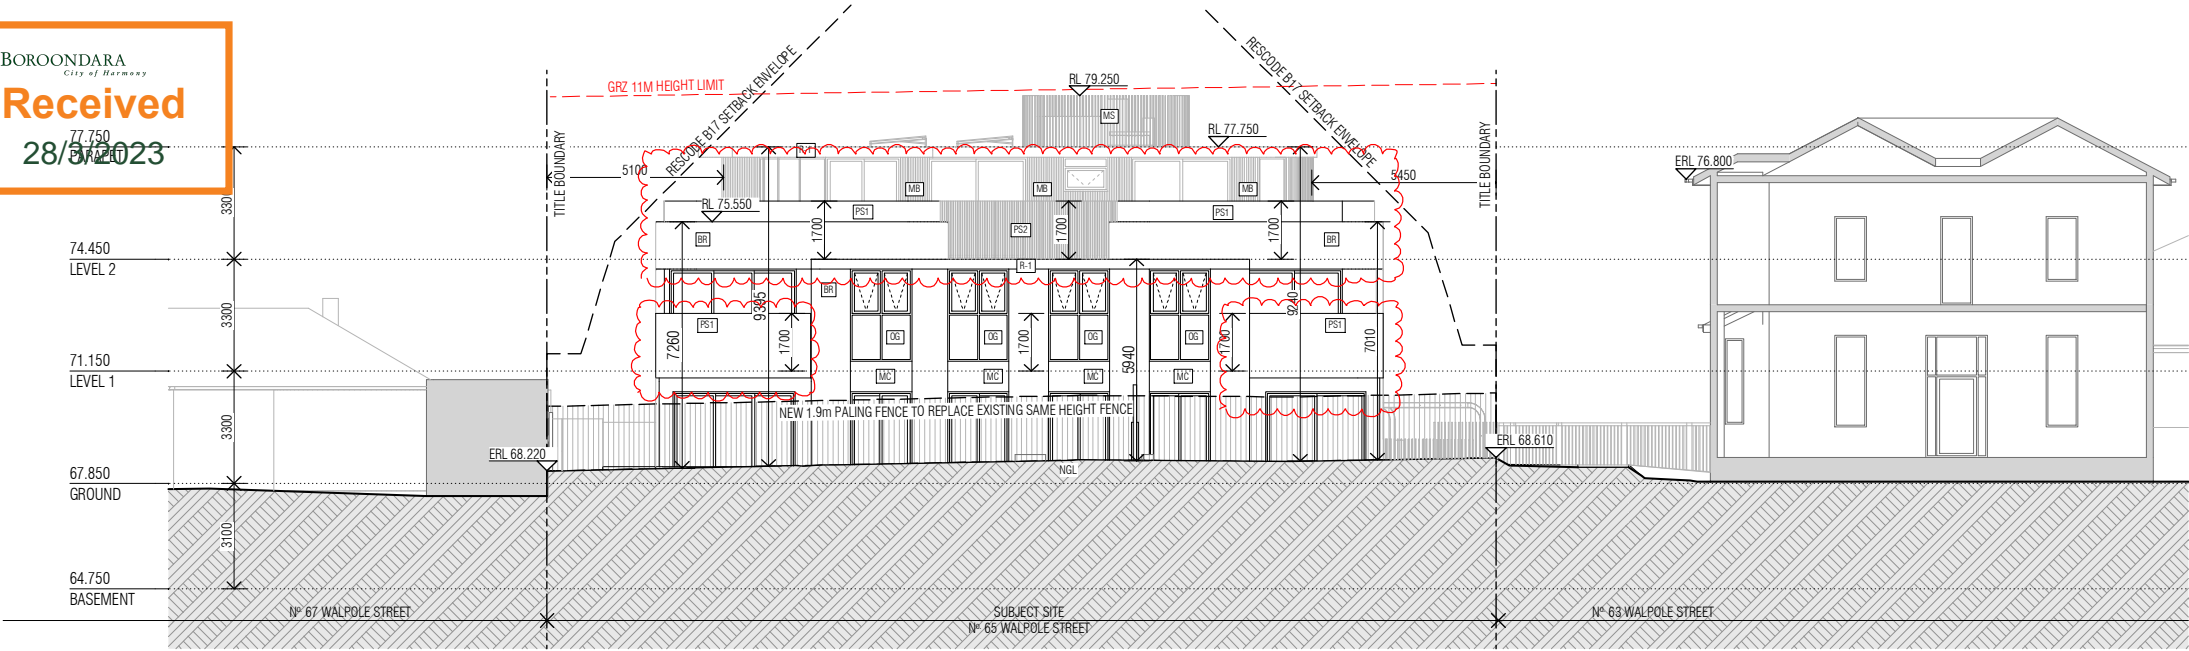 BOROONDARA
City of Harmony
Received
28/3/2023
77.750
PARAPET
3300
74.450
LEVEL 2
3300
71.150
LEVEL 1
3300
67.850
GROUND
3100
64.750
BASEMENT
GRZ 11M HEIGHT LIMIT
RESCODE B17 SETBACK ENVELOPE
RESCODE B17 SETBACK ENVELOPE
TITLE BOUNDARY
TITLE BOUNDARY
RL 79.250
MS
RL 77.750
R-1
5100
5450
MB
MB
MB
RL 75.550
PS1
PS2
PS1
BR
BR
1700
1700
1700
R-1
BR
9395
9240
PS1
PS1
7260
7010
1700
1700
1700
5940
OG
OG
OG
OG
MC
MC
MC
MC
NEW 1.9m PALING FENCE TO REPLACE EXISTING SAME HEIGHT FENCE
ERL 68.220
ERL 68.610
NGL
ERL 76.800
Nº 67 WALPOLE STREET
SUBJECT SITE
Nº 65 WALPOLE STREET
Nº 63 WALPOLE STREET